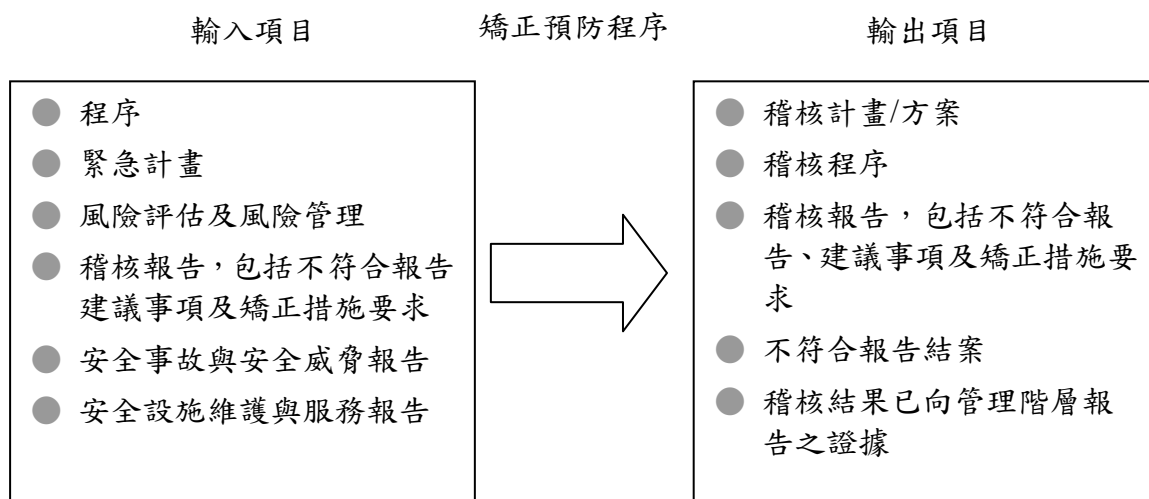 輸入項目
矯正預防程序
輸出項目
程序
緊急計畫
風險評估及風險管理
稽核報告，包括不符合報告
建議事項及矯正措施要求
安全事故與安全威脅報告
安全設施維護與服務報告
稽核計畫/方案
稽核程序
稽核報告，包括不符合報
告、建議事項及矯正措施要
求
不符合報告結案
稽核結果已向管理階層報
告之證據